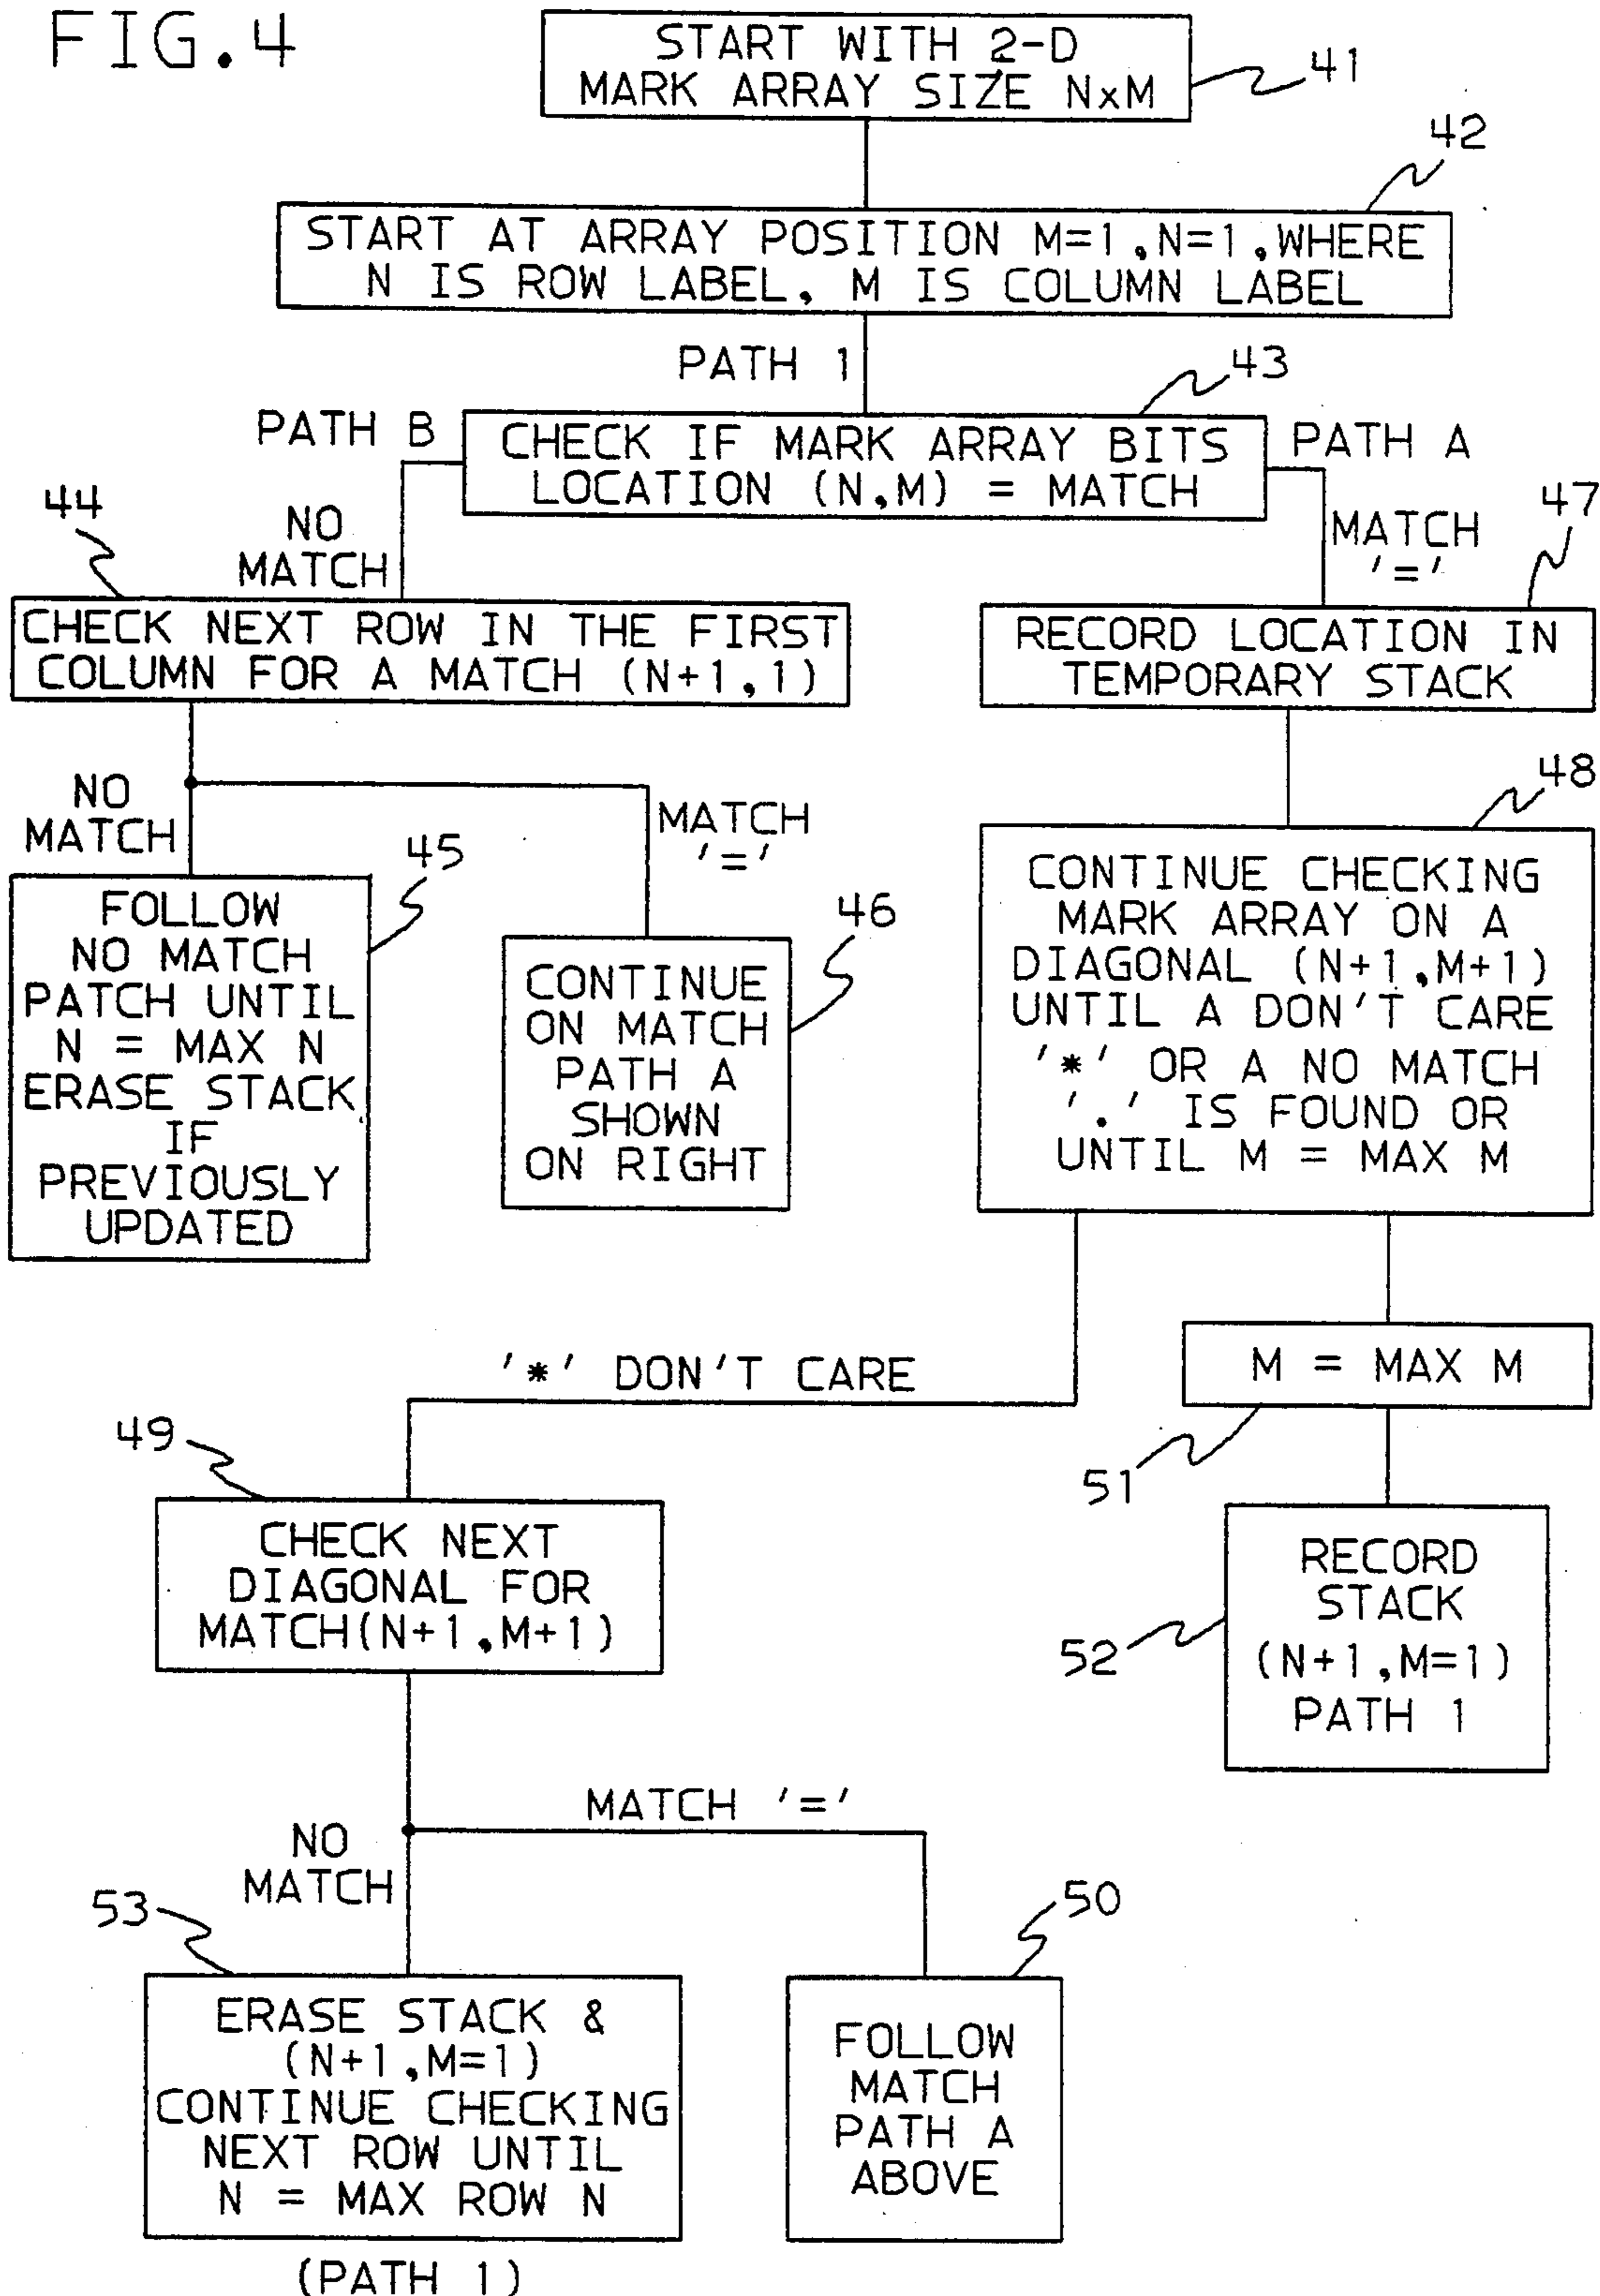 FIG.4
START WITH 2-D
MARK ARRAY SIZE NxM
41
42
START AT ARRAY POSITION M=1,N=1,WHERE
N IS ROW LABEL, M IS COLUMN LABEL
PATH 1
43
PATH B
CHECK IF MARK ARRAY BITS
LOCATION (N,M) = MATCH
PATH A
44
NO
MATCH
MATCH
'='
47
CHECK NEXT ROW IN THE FIRST
COLUMN FOR A MATCH (N+1,1)
RECORD LOCATION IN
TEMPORARY STACK
NO
MATCH
MATCH
'='
48
45
FOLLOW
NO MATCH
PATCH UNTIL
N = MAX N
ERASE STACK
IF
PREVIOUSLY
UPDATED
46
CONTINUE
ON MATCH
PATH A
SHOWN
ON RIGHT
CONTINUE CHECKING
MARK ARRAY ON A
DIAGONAL (N+1,M+1)
UNTIL A DON'T CARE
'*' OR A NO MATCH
'.' IS FOUND OR
UNTIL M = MAX M
'*' DON'T CARE
M = MAX M
49
51
CHECK NEXT
DIAGONAL FOR
MATCH(N+1,M+1)
RECORD
STACK
(N+1,M=1)
PATH 1
52
MATCH '='
NO
MATCH
53
50
ERASE STACK &
(N+1,M=1)
CONTINUE CHECKING
NEXT ROW UNTIL
N = MAX ROW N
FOLLOW
MATCH
PATH A
ABOVE
(PATH 1)